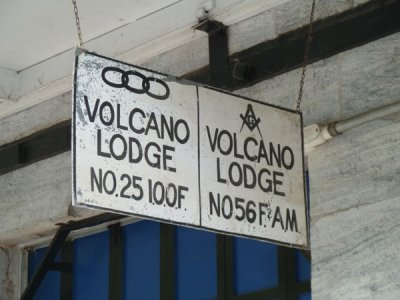 VOLCANO
LODGE
NO. 25 I.O.O.F.
VOLCANO
LODGE
NO 56 F. A.M.